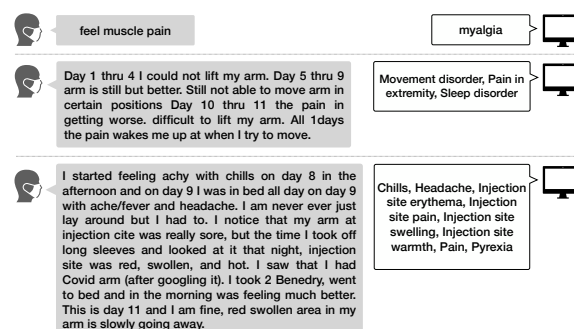 feel muscle pain
myalgia
Day 1 thru 4 I could not lift my arm. Day 5 thru 9
arm is still but better. Still not able to move arm in
certain positions Day 10 thru 11 the pain in
getting worse. difficult to lift my arm. All 1days
the pain wakes me up at when I try to move.
Movement disorder, Pain in
extremity, Sleep disorder
I started feeling achy with chills on day 8 in the
afternoon and on day 9 I was in bed all day on day 9
with ache/fever and headache. I am never ever just
lay around but I had to. I notice that my arm at
injection cite was really sore, but the time I took off
long sleeves and looked at it that night, injection
site was red, swollen, and hot. I saw that I had
Covid arm (after googling it). I took 2 Benedry, went
to bed and in the morning was feeling much better.
This is day 11 and I am fine, red swollen area in my
arm is slowly going away.
Chills, Headache, Injection
site erythema, Injection
site pain, Injection site
swelling, Injection site
warmth, Pain, Pyrexia